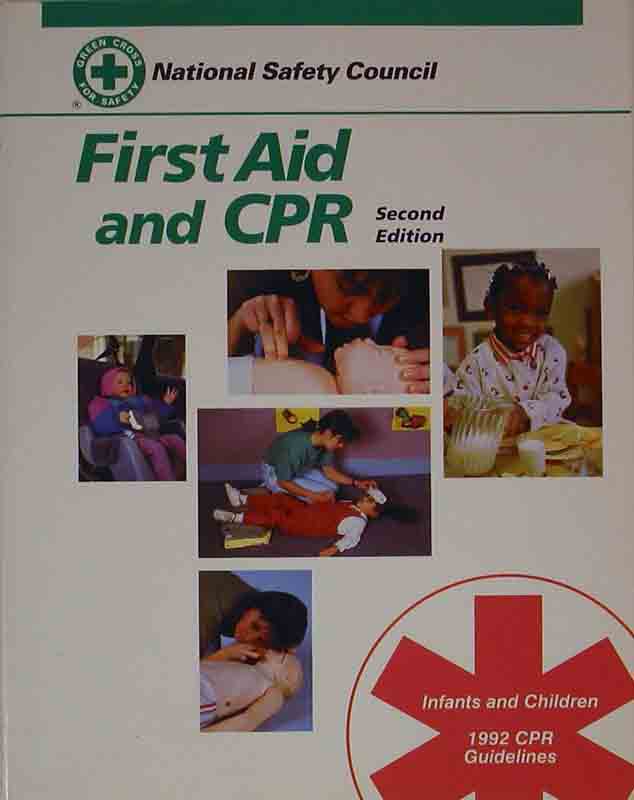 GREEN CROSS
FOR SAFETY
®
National Safety Council
First Aid
and CPR
Second
Edition
Infants and Children
1992 CPR
Guidelines